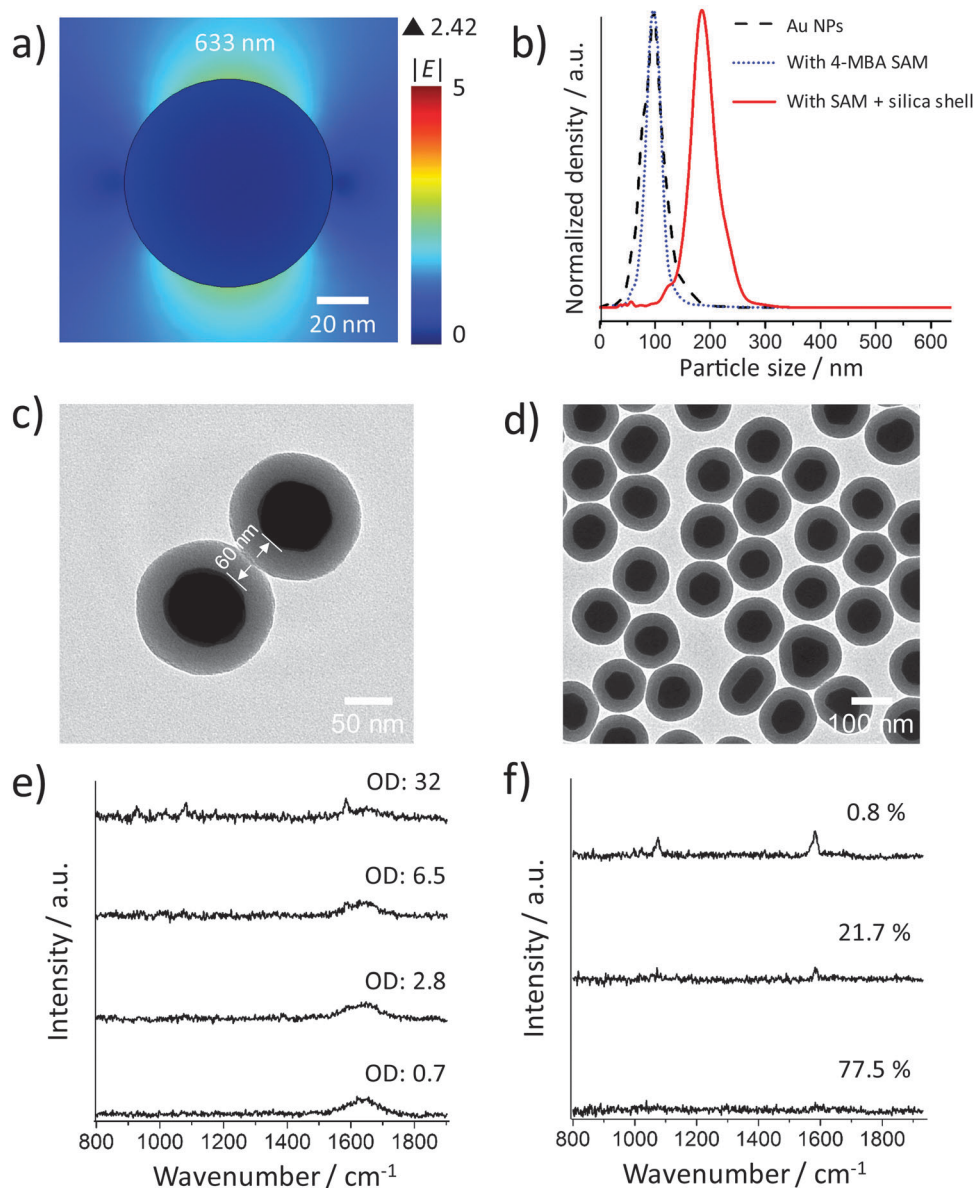 a)
633 nm
▲ 2.42
|E|
5
0
20 nm
b)
Au NPs
With 4-MBA SAM
With SAM + silica shell
Normalized density / a.u.
0 100 200 300 400 500 600
Particle size / nm
c)
60 nm
50 nm
d)
100 nm
e)
OD: 32
OD: 6.5
OD: 2.8
OD: 0.7
Intensity / a.u.
800 1000 1200 1400 1600 1800
Wavenumber / cm⁻¹
f)
0.8 %
21.7 %
77.5 %
Intensity / a.u.
800 1000 1200 1400 1600 1800
Wavenumber / cm⁻¹